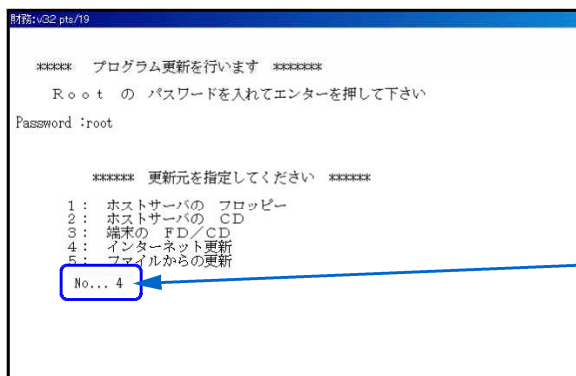 財務:v32 pts/19
***** プログラム更新を行います *******
Ｒｏｏｔ の パスワードを入れてエンターを押して下さい
Password :root
****** 更新元を指定してください ******
１： ホストサーバの フロッピー
２： ホストサーバの ＣＤ
３： 端末の ＦＤ／ＣＤ
４： インターネット更新
５： ファイルからの更新
No... 4